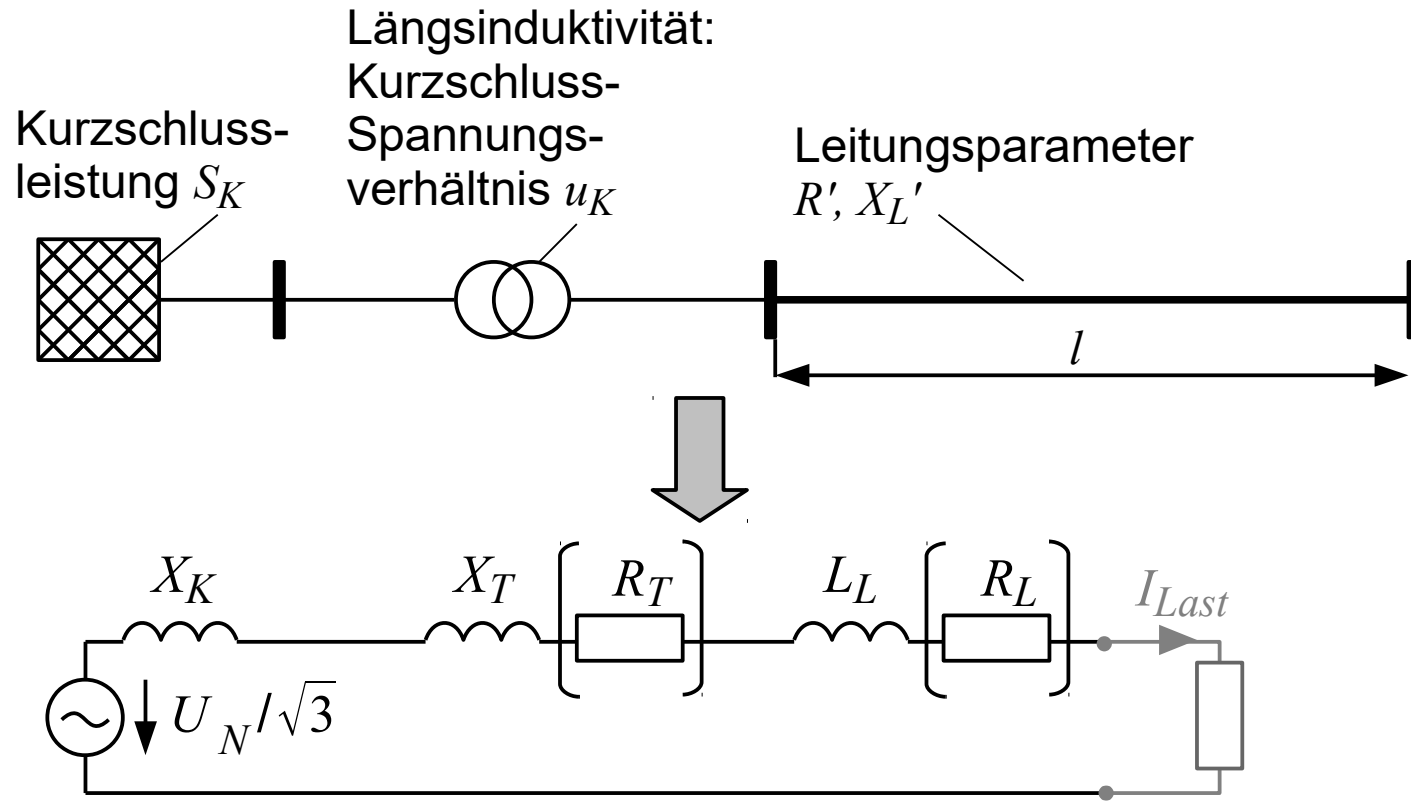 Längsinduktivität:
Kurzschluss-
Spannungs-
verhältnis u_K
Kurzschluss-
leistung S_K
Leitungsparameter
R', X_L'
l
X_K
X_T
R_T
L_L
R_L
I_Last
U_N/√3